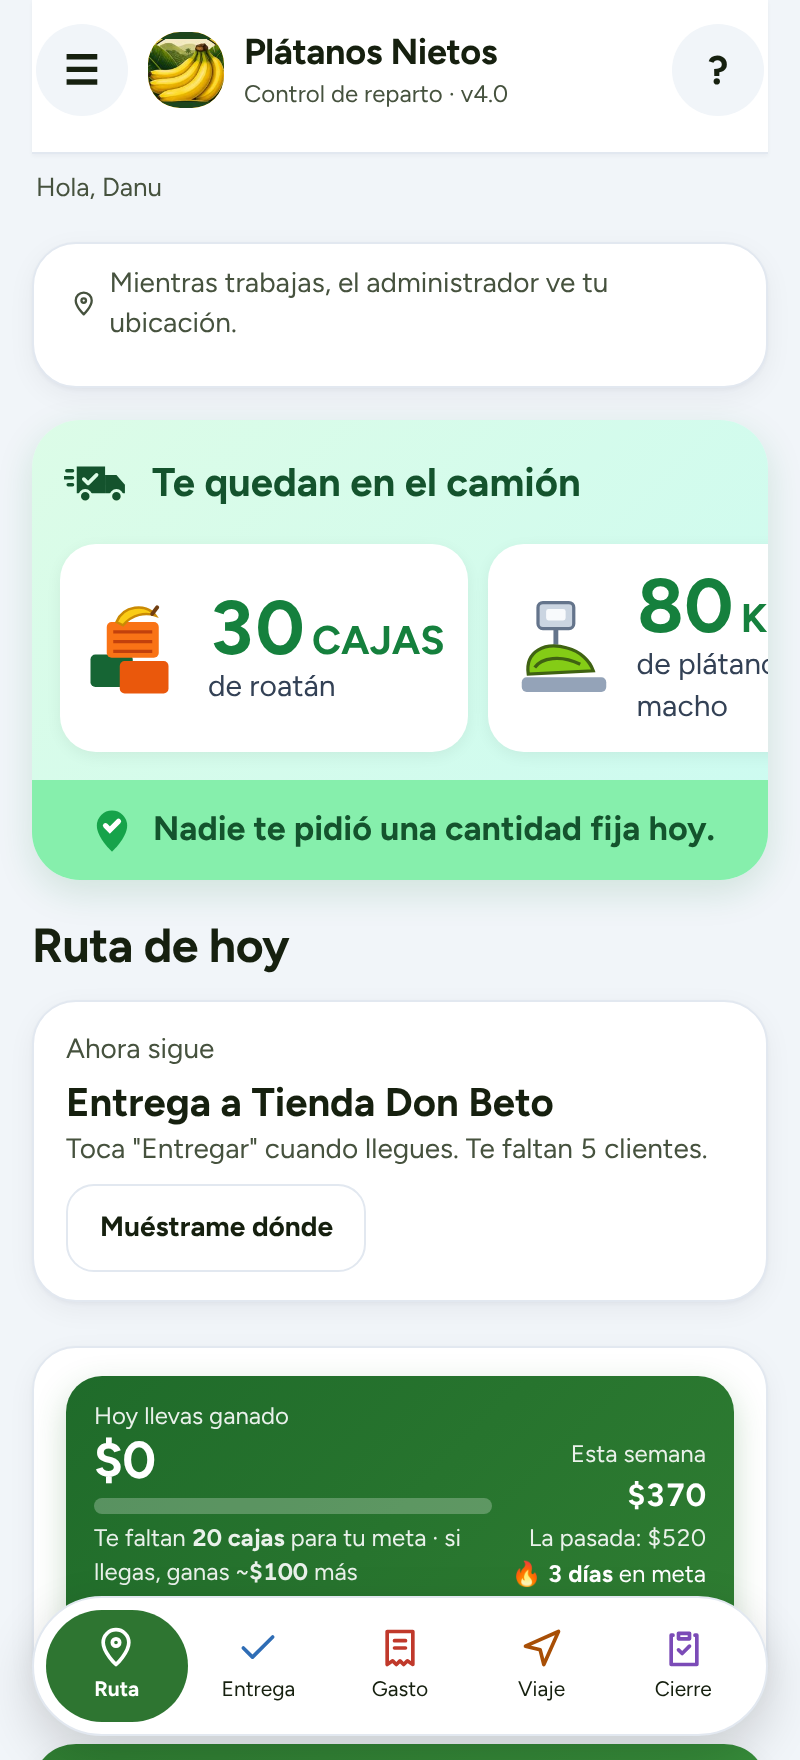 Plátanos Nietos
Control de reparto · v4.0
?
Hola, Danu
Mientras trabajas, el administrador ve tu
ubicación.
Te quedan en el camión
30 CAJAS
de roatán
80 K
de plátano
macho
Nadie te pidió una cantidad fija hoy.
Ruta de hoy
Ahora sigue
Entrega a Tienda Don Beto
Toca "Entregar" cuando llegues. Te faltan 5 clientes.
Muéstrame dónde
Hoy llevas ganado
$0
Te faltan 20 cajas para tu meta · si
llegas, ganas ~$100 más
Esta semana
$370
La pasada: $520
🔥 3 días en meta
Ruta
Entrega
Gasto
Viaje
Cierre